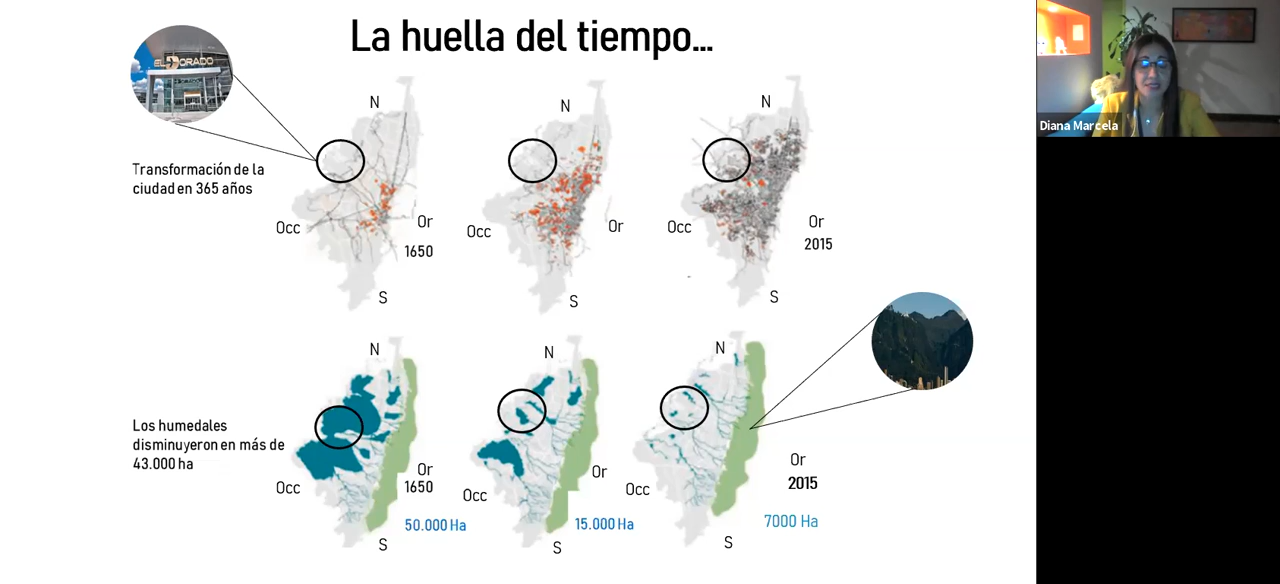 La huella del tiempo...
EL DORADO
Diana Marcela
N
N
N
Transformación de la
ciudad en 365 años
Occ
Or
1650
Occ
Or
Occ
Or
2015
S
S
S
N
N
N
Los humedales
disminuyeron en más de
43.000 ha
Occ
Or
1650
50.000 Ha
Occ
Or
15.000 Ha
Occ
Or
2015
7000 Ha
S
S
S